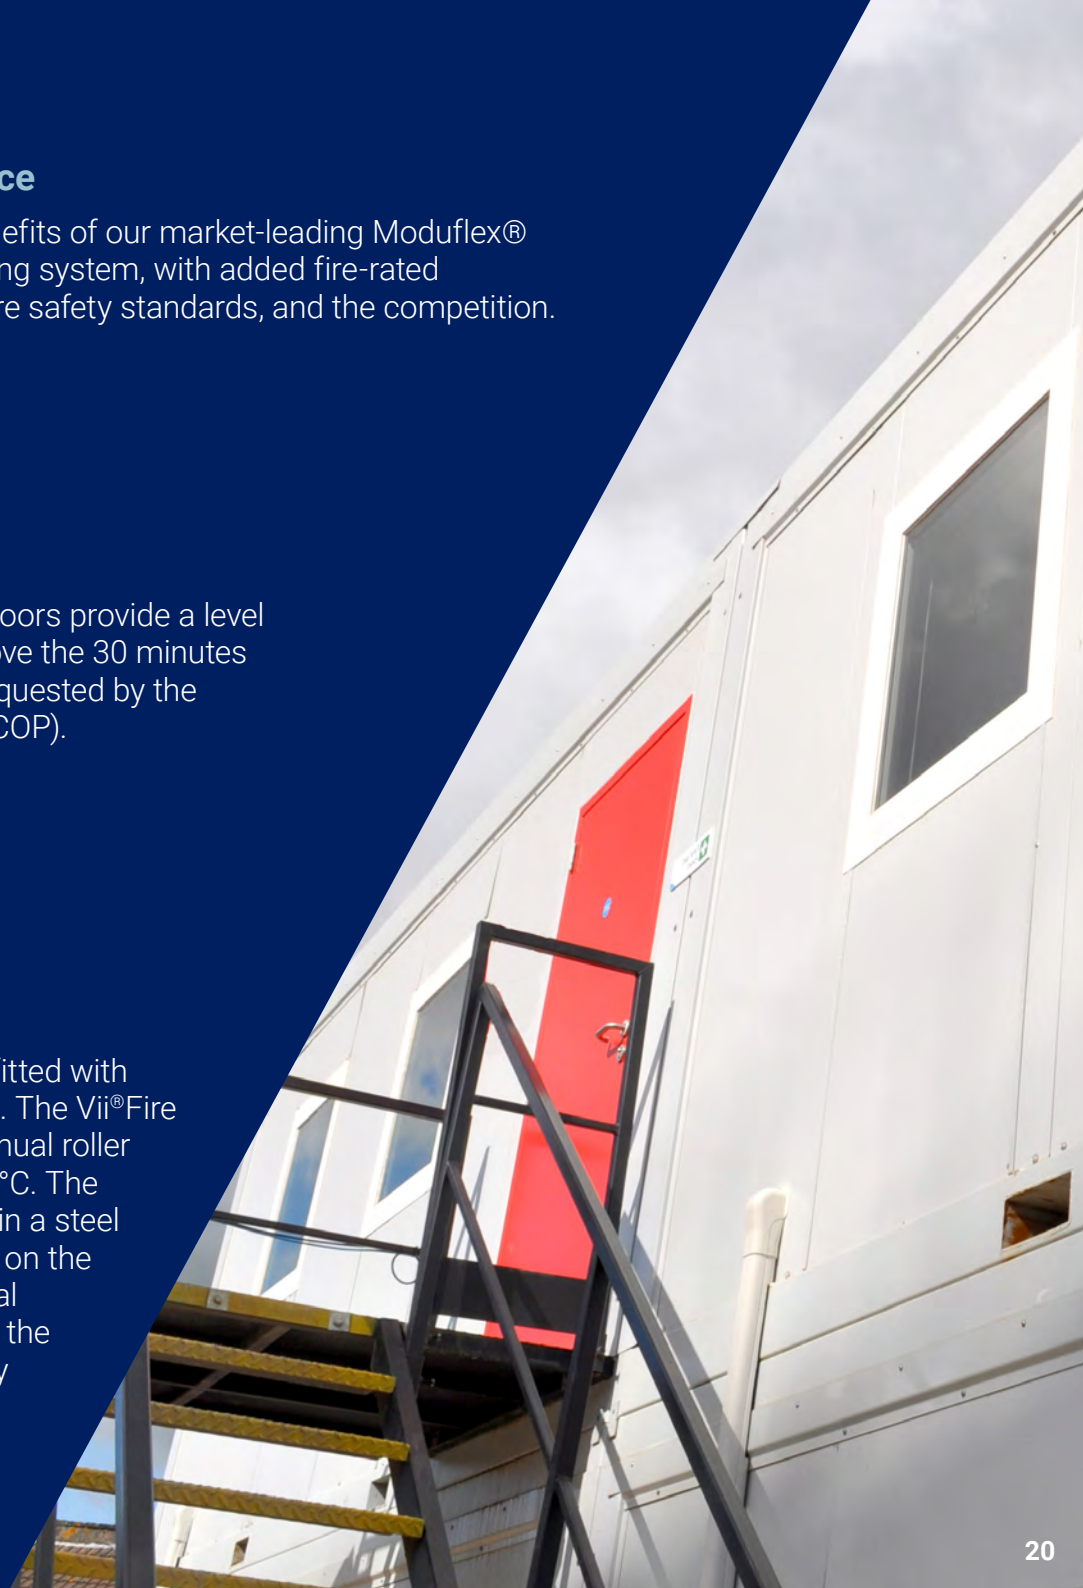 ce
efits of our market-leading Moduflex®
ng system, with added fire-rated
re safety standards, and the competition.
oors provide a level
ve the 30 minutes
quested by the
COP).
itted with
. The Vii®Fire
nual roller
°C. The
in a steel
on the
al
the
y
20